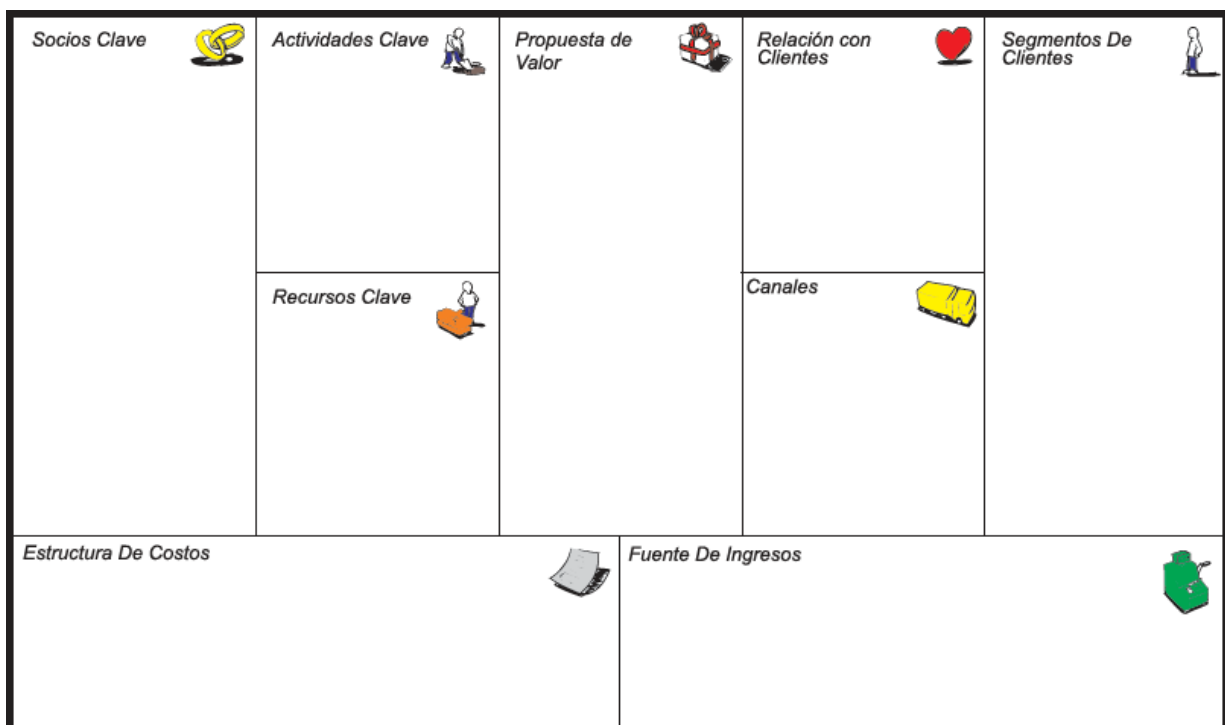 Socios Clave
Actividades Clave
Propuesta de
Valor
Relación con
Clientes
Segmentos De
Clientes
Recursos Clave
Canales
Estructura De Costos
Fuente De Ingresos